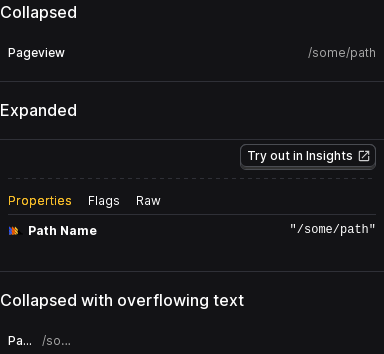 Collapsed
Pageview /some/path
Expanded
Try out in Insights
Properties Flags Raw
Path Name "/some/path"
Collapsed with overflowing text
Pa... /so...